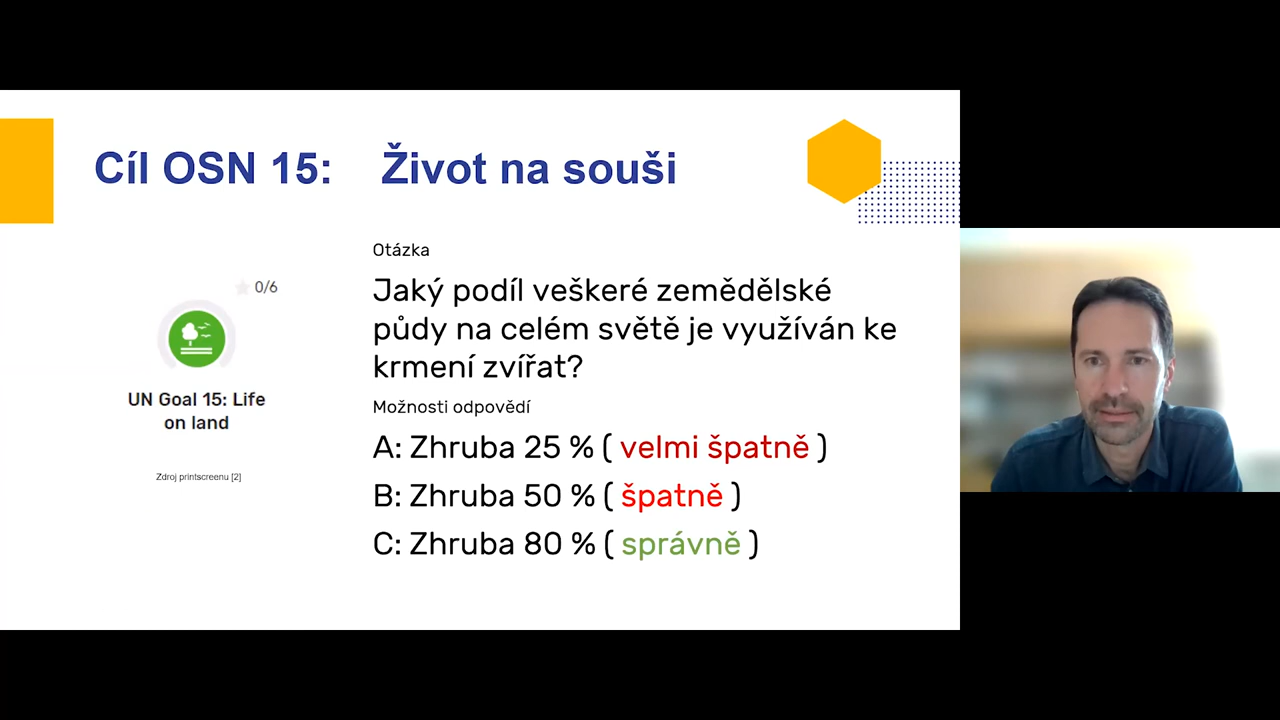 Cíl OSN 15: Život na souši
0/6
UN Goal 15: Life
on land
Zdroj printscreenu [2]
Otázka
Jaký podíl veškeré zemědělské
půdy na celém světě je využíván ke
krmení zvířat?
Možnosti odpovědí
A: Zhruba 25 % ( velmi špatně )
B: Zhruba 50 % ( špatně )
C: Zhruba 80 % ( správně )